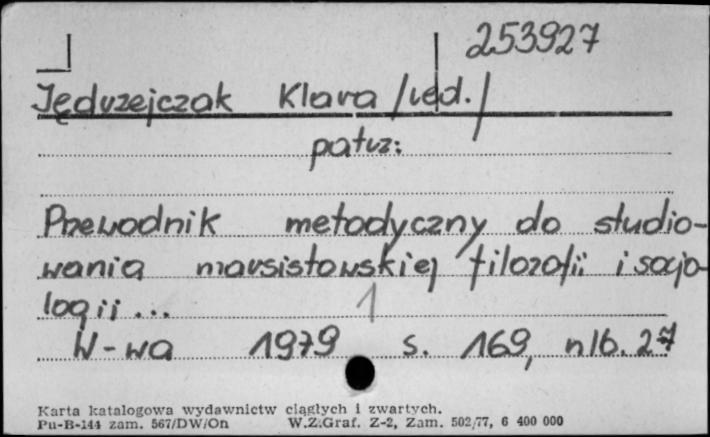 253927
Jędrzejczak Klara /red./
patrz:
Przewodnik metodyczny do studio-
wania marsistowskiej filozofii i socjo-
logii ...
1
W-wa 1979 s. 169, nlb. 27
Karta katalogowa wydawnictw ciągłych i zwartych.
Pu-B-144 zam. 567/DW/On W.Z.Graf. Z-2, Zam. 502/77, 6 400 000